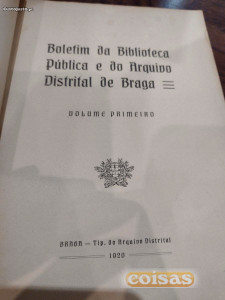 Boletim da Biblioteca
Pública e do Arquivo
Distrital de Braga
VOLUME PRIMEIRO
BRAGA — Tip. do Arquivo Distrital
1920
coisas